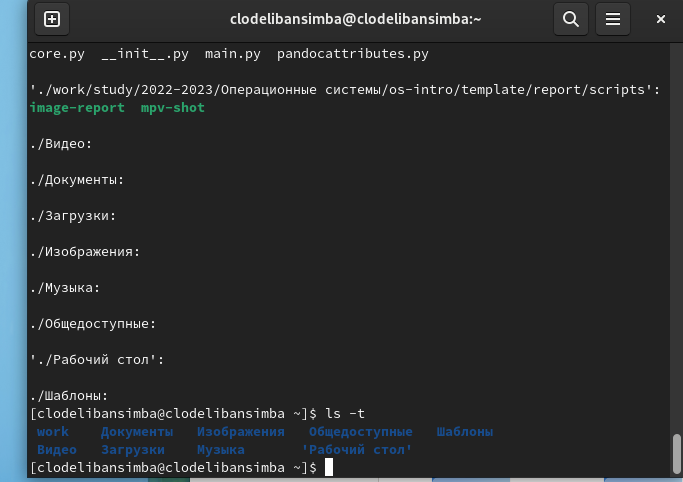 clodelibansimba@clodelibansimba:~
core.py  __init__.py  main.py  pandocattributes.py
'./work/study/2022-2023/Операционные системы/os-intro/template/report/scripts':
image-report  mpv-shot
./Видео:
./Документы:
./Загрузки:
./Изображения:
./Музыка:
./Общедоступные:
'./Рабочий стол':
./Шаблоны:
[clodelibansimba@clodelibansimba ~]$ ls -t
work    Документы   Изображения   Общедоступные   Шаблоны
Видео   Загрузки    Музыка       'Рабочий стол'
[clodelibansimba@clodelibansimba ~]$